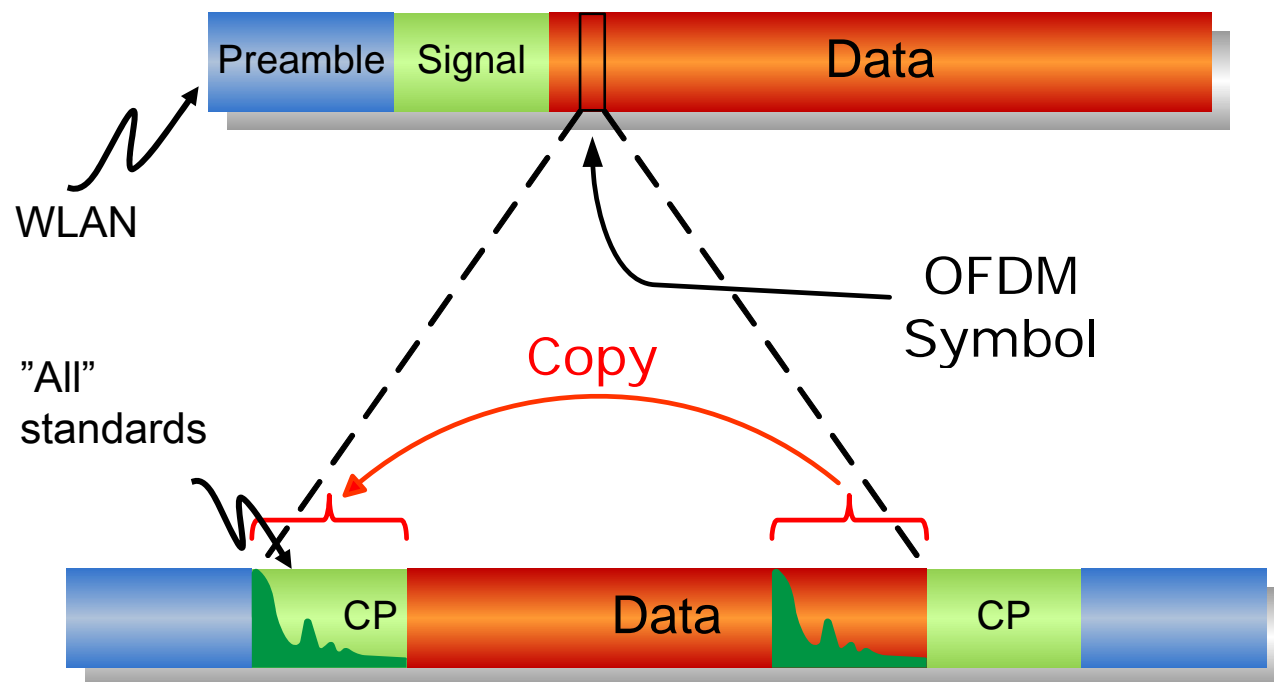 Preamble Signal Data
WLAN
OFDM
Symbol
Copy
”All”
standards
CP Data CP